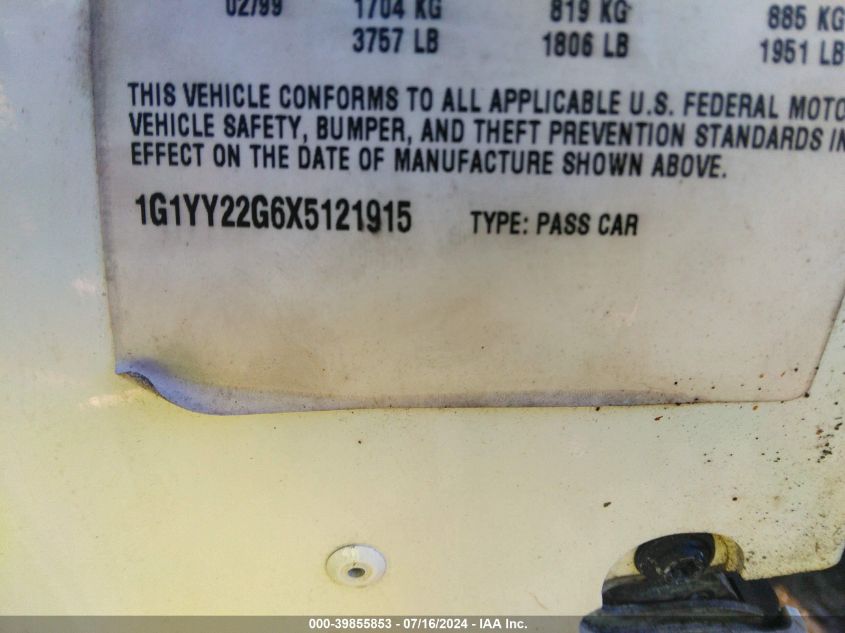 02/99 1704 KG 819 KG 885 KG
3757 LB 1806 LB 1951 LB
THIS VEHICLE CONFORMS TO ALL APPLICABLE U.S. FEDERAL MOTO
VEHICLE SAFETY, BUMPER, AND THEFT PREVENTION STANDARDS IN
EFFECT ON THE DATE OF MANUFACTURE SHOWN ABOVE.
1G1YY22G6X5121915 TYPE: PASS CAR
000-39855853 - 07/16/2024 - IAA Inc.